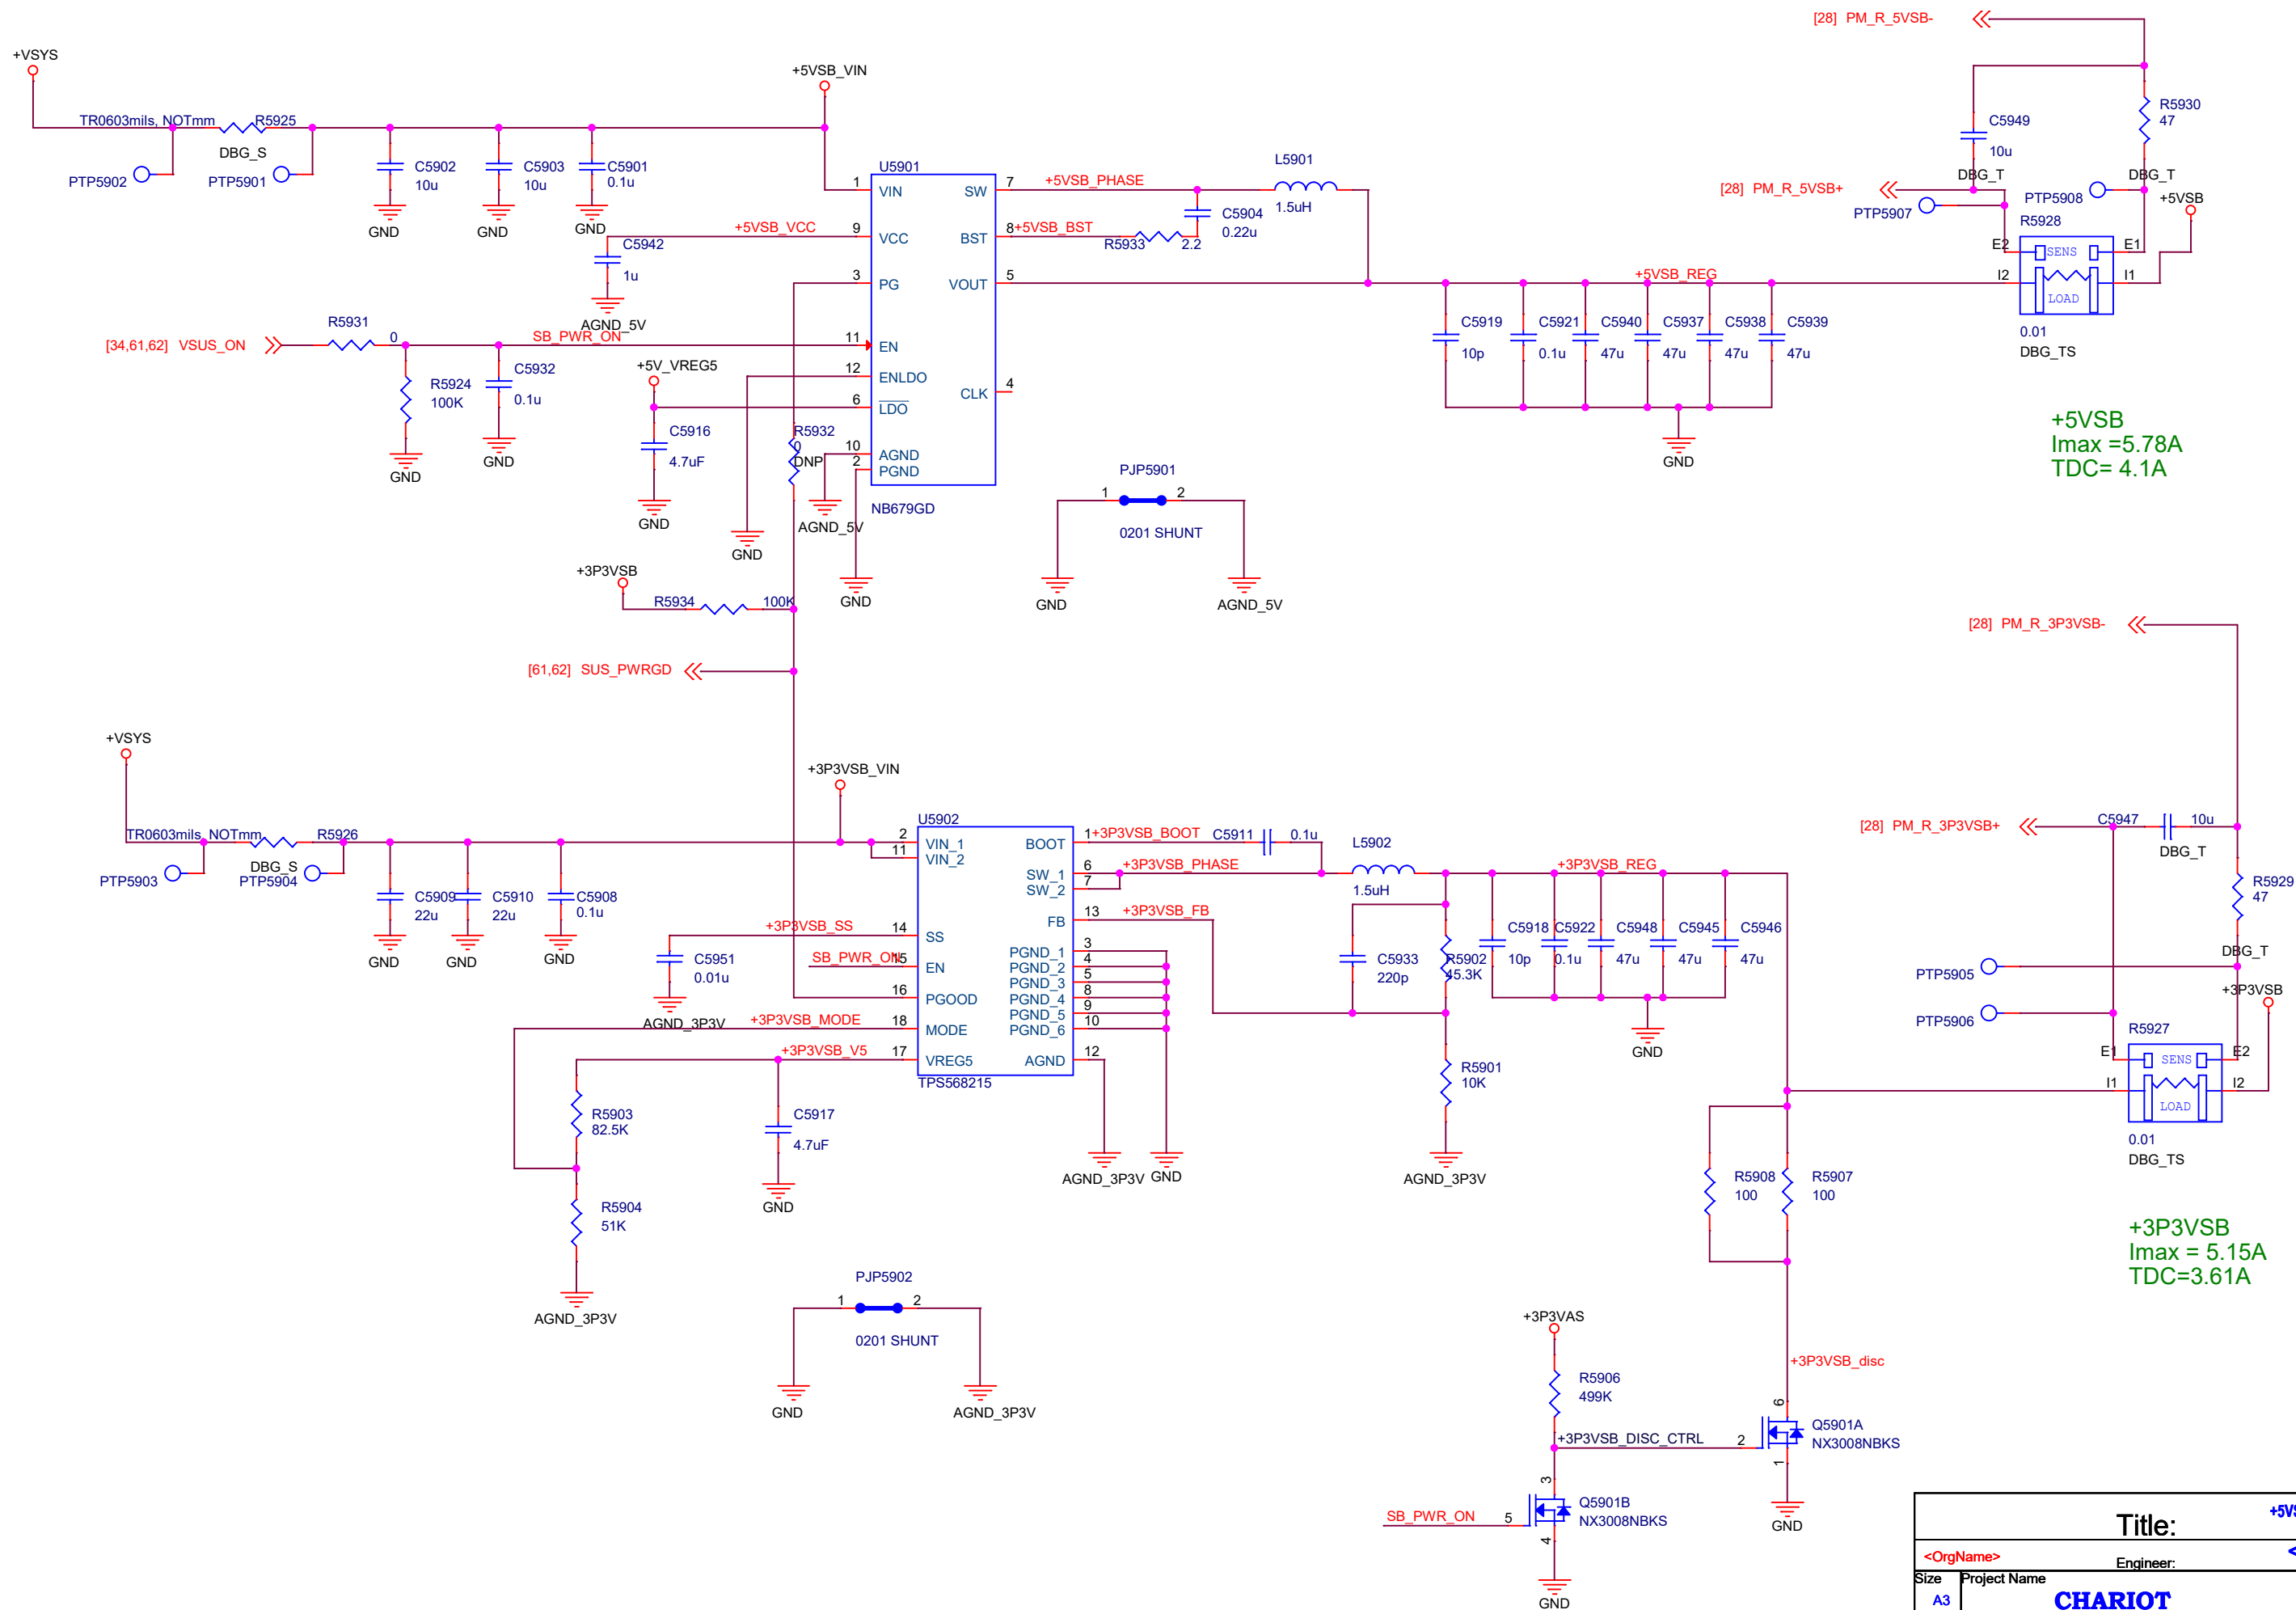 [28] PM_R_5VSB-
+VSYS
+5VSB_VIN
TR0603mils, NOTmm
R5925
DBG_S
PTP5902
PTP5901
C5902
10u
C5903
10u
C5901
0.1u
GND
GND
GND
R5930
47
C5949
10u
DBG_T
DBG_T
[28] PM_R_5VSB+
PTP5907
PTP5908
+5VSB
R5928
E2
SENS
E1
I2
LOAD
I1
0.01
DBG_TS
U5901
1 VIN
9 VCC
3 PG
11 EN
12 ENLDO
6 LDO
10 AGND
2 PGND
SW 7
BST 8
VOUT 5
CLK 4
NB679GD
+5VSB_PHASE
L5901
1.5uH
C5904
0.22u
+5VSB_BST
R5933
2.2
+5VSB_VCC
C5942
1u
AGND_5V
[34,61,62] VSUS_ON
R5931
0
SB_PWR_ON
R5924
100K
GND
C5932
0.1u
GND
+5V_VREG5
C5916
4.7uF
GND
R5932
0
DNP
GND
AGND_5V
GND
+5VSB_REG
C5919
10p
C5921
0.1u
C5940
47u
C5937
47u
C5938
47u
C5939
47u
GND
+5VSB
Imax =5.78A
TDC= 4.1A
PJP5901
1
2
0201 SHUNT
GND
AGND_5V
+3P3VSB
R5934
100K
[61,62] SUS_PWRGD
[28] PM_R_3P3VSB-
+VSYS
+3P3VSB_VIN
TR0603mils, NOTmm
R5926
DBG_S
PTP5903
PTP5904
C5909
22u
C5910
22u
C5908
0.1u
GND
GND
GND
U5902
2 VIN_1
11 VIN_2
14 SS
15 EN
16 PGOOD
18 MODE
17 VREG5
BOOT 1
SW_1 6
SW_2 7
FB 13
PGND_1 3
PGND_2 4
PGND_3 5
PGND_4 8
PGND_5 9
PGND_6 10
AGND 12
TPS568215
+3P3VSB_BOOT
C5911
0.1u
+3P3VSB_PHASE
L5902
1.5uH
+3P3VSB_FB
+3P3VSB_REG
+3P3VSB_SS
C5951
0.01u
AGND_3P3V
SB_PWR_ON
+3P3VSB_MODE
+3P3VSB_V5
R5903
82.5K
R5904
51K
AGND_3P3V
C5917
4.7uF
GND
AGND_3P3V
GND
C5933
220p
R5902
45.3K
R5901
10K
AGND_3P3V
C5918
10p
C5922
0.1u
C5948
47u
C5945
47u
C5946
47u
GND
[28] PM_R_3P3VSB+
C5947
10u
DBG_T
R5929
47
DBG_T
PTP5905
PTP5906
+3P3VSB
R5927
E1
SENS
E2
I1
LOAD
I2
0.01
DBG_TS
R5908
100
R5907
100
+3P3VSB
Imax = 5.15A
TDC=3.61A
PJP5902
1
2
0201 SHUNT
GND
AGND_3P3V
+3P3VAS
R5906
499K
+3P3VSB_disc
+3P3VSB_DISC_CTRL
2
6
1
Q5901A
NX3008NBKS
GND
SB_PWR_ON
5
3
4
Q5901B
NX3008NBKS
GND
Title:
<OrgName>
Engineer:
Size
Project Name
A3
CHARIOT